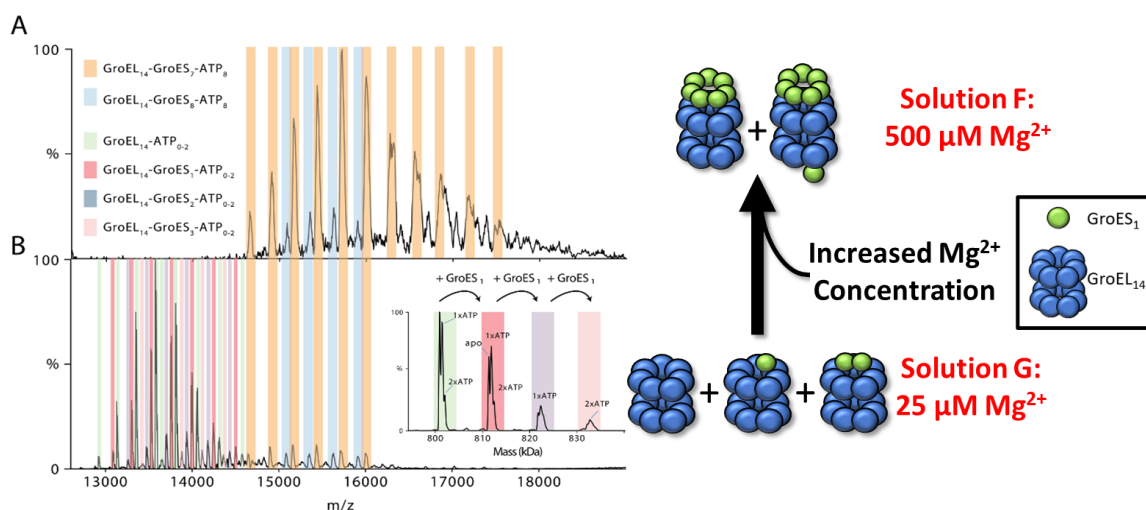 A
100
%
GroEL14-GroES7-ATP8
GroEL14-GroES8-ATP8
GroEL14-ATP0-2
GroEL14-GroES1-ATP0-2
GroEL14-GroES2-ATP0-2
GroEL14-GroES3-ATP0-2
B
100
%
0
13000 14000 15000 16000 17000 18000
m/z
+ GroES1 + GroES1 + GroES1
100
%
0
1xATP
2xATP
apo
1xATP
2xATP
1xATP
2xATP
800 810 820 830
Mass (kDa)
+
Solution F:
500 µM Mg2+
Increased Mg2+
Concentration
GroES1
GroEL14
+ +
Solution G:
25 µM Mg2+